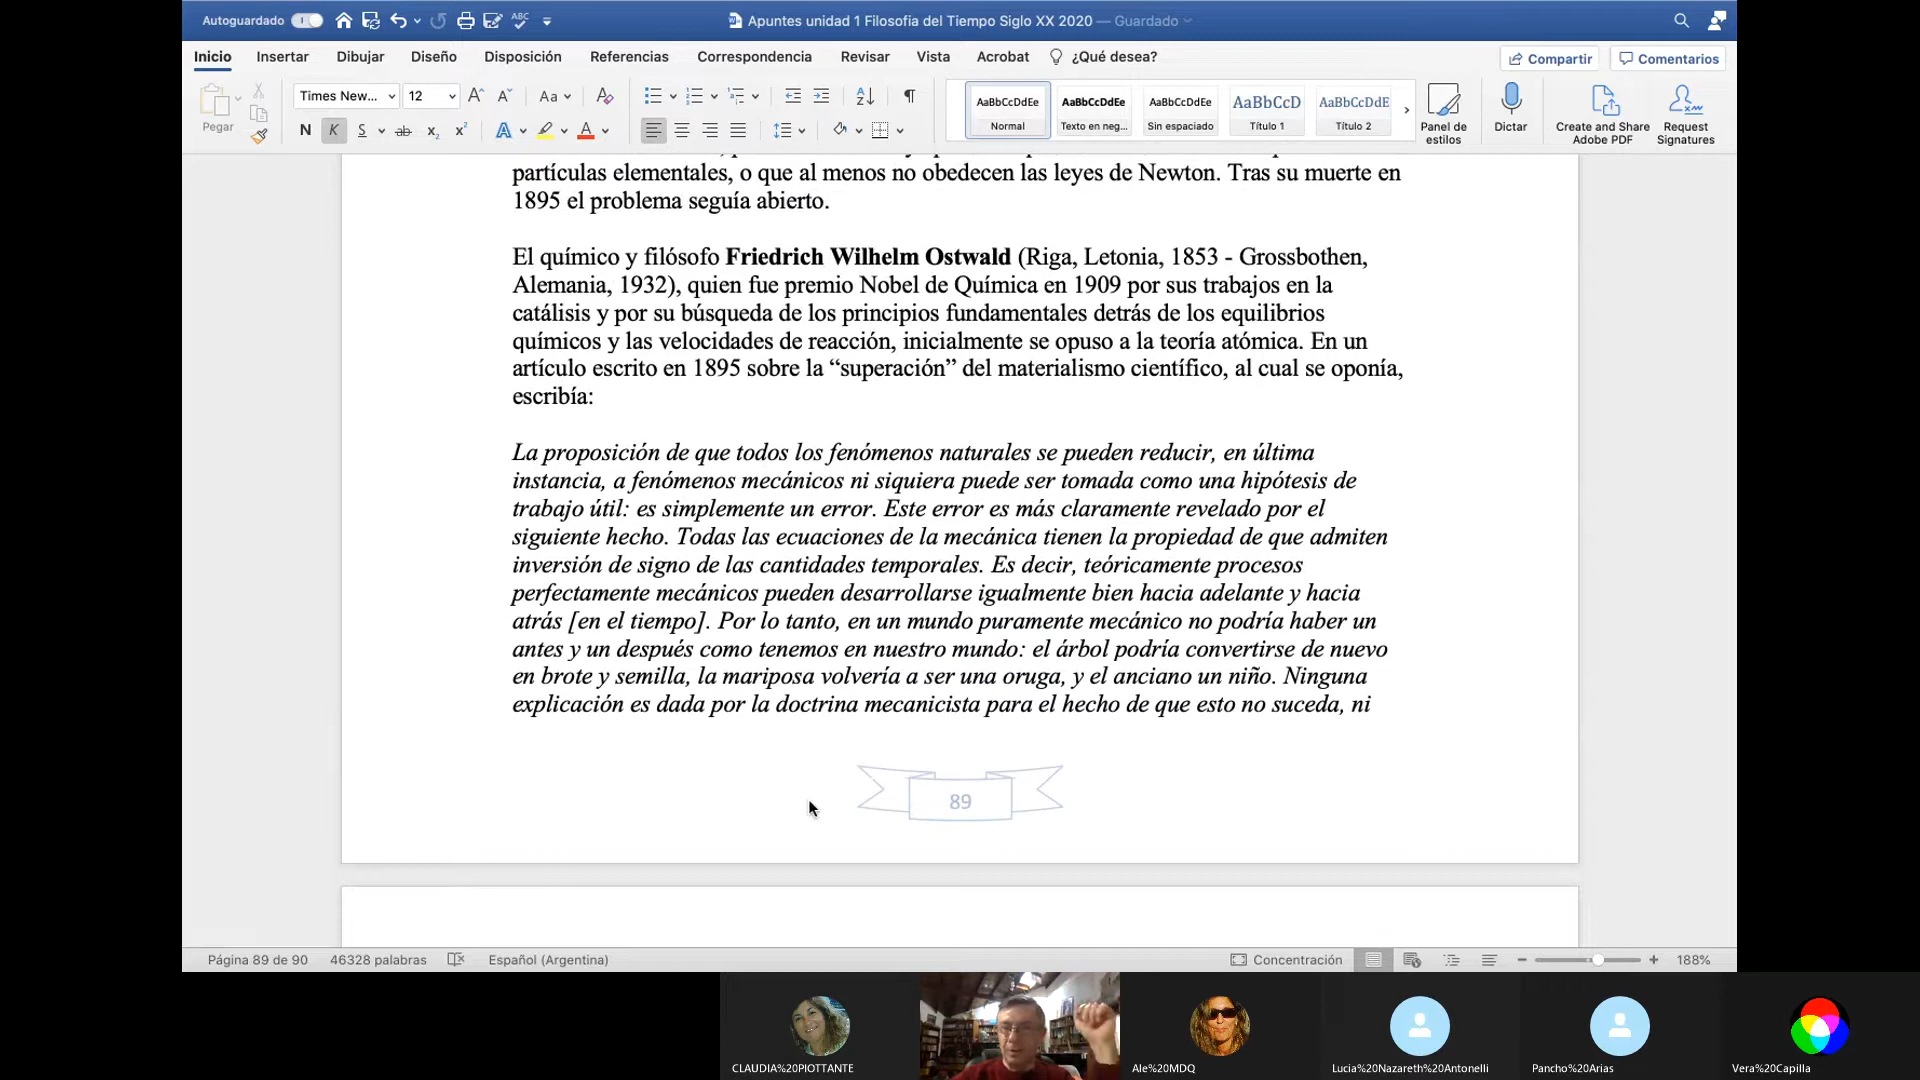 Autoguardado
ABC
Apuntes unidad 1 Filosofia del Tiempo Siglo XX 2020 — Guardado
Inicio Insertar Dibujar Diseño Disposición Referencias Correspondencia Revisar Vista Acrobat ¿Qué desea? Compartir Comentarios
Pegar
Times New... 12
N K S ab x₂ x²
AaBbCcDdEe Normal
AaBbCcDdEe Texto en neg...
AaBbCcDdEe Sin espaciado
AaBbCcD Título 1
AaBbCcDdE Título 2
Panel de estilos
Dictar
Create and Share Adobe PDF
Request Signatures
partículas elementales, o que al menos no obedecen las leyes de Newton. Tras su muerte en
1895 el problema seguía abierto.
El químico y filósofo Friedrich Wilhelm Ostwald (Riga, Letonia, 1853 - Grossbothen,
Alemania, 1932), quien fue premio Nobel de Química en 1909 por sus trabajos en la
catálisis y por su búsqueda de los principios fundamentales detrás de los equilibrios
químicos y las velocidades de reacción, inicialmente se opuso a la teoría atómica. En un
artículo escrito en 1895 sobre la “superación” del materialismo científico, al cual se oponía,
escribía:
La proposición de que todos los fenómenos naturales se pueden reducir, en última
instancia, a fenómenos mecánicos ni siquiera puede ser tomada como una hipótesis de
trabajo útil: es simplemente un error. Este error es más claramente revelado por el
siguiente hecho. Todas las ecuaciones de la mecánica tienen la propiedad de que admiten
inversión de signo de las cantidades temporales. Es decir, teóricamente procesos
perfectamente mecánicos pueden desarrollarse igualmente bien hacia adelante y hacia
atrás [en el tiempo]. Por lo tanto, en un mundo puramente mecánico no podría haber un
antes y un después como tenemos en nuestro mundo: el árbol podría convertirse de nuevo
en brote y semilla, la mariposa volvería a ser una oruga, y el anciano un niño. Ninguna
explicación es dada por la doctrina mecanicista para el hecho de que esto no suceda, ni
89
Página 89 de 90 46328 palabras Español (Argentina) Concentración 188%
CLAUDIA%20PIOTTANTE Ale%20MDQ Lucia%20Nazareth%20Antonelli Pancho%20Arias Vera%20Capilla